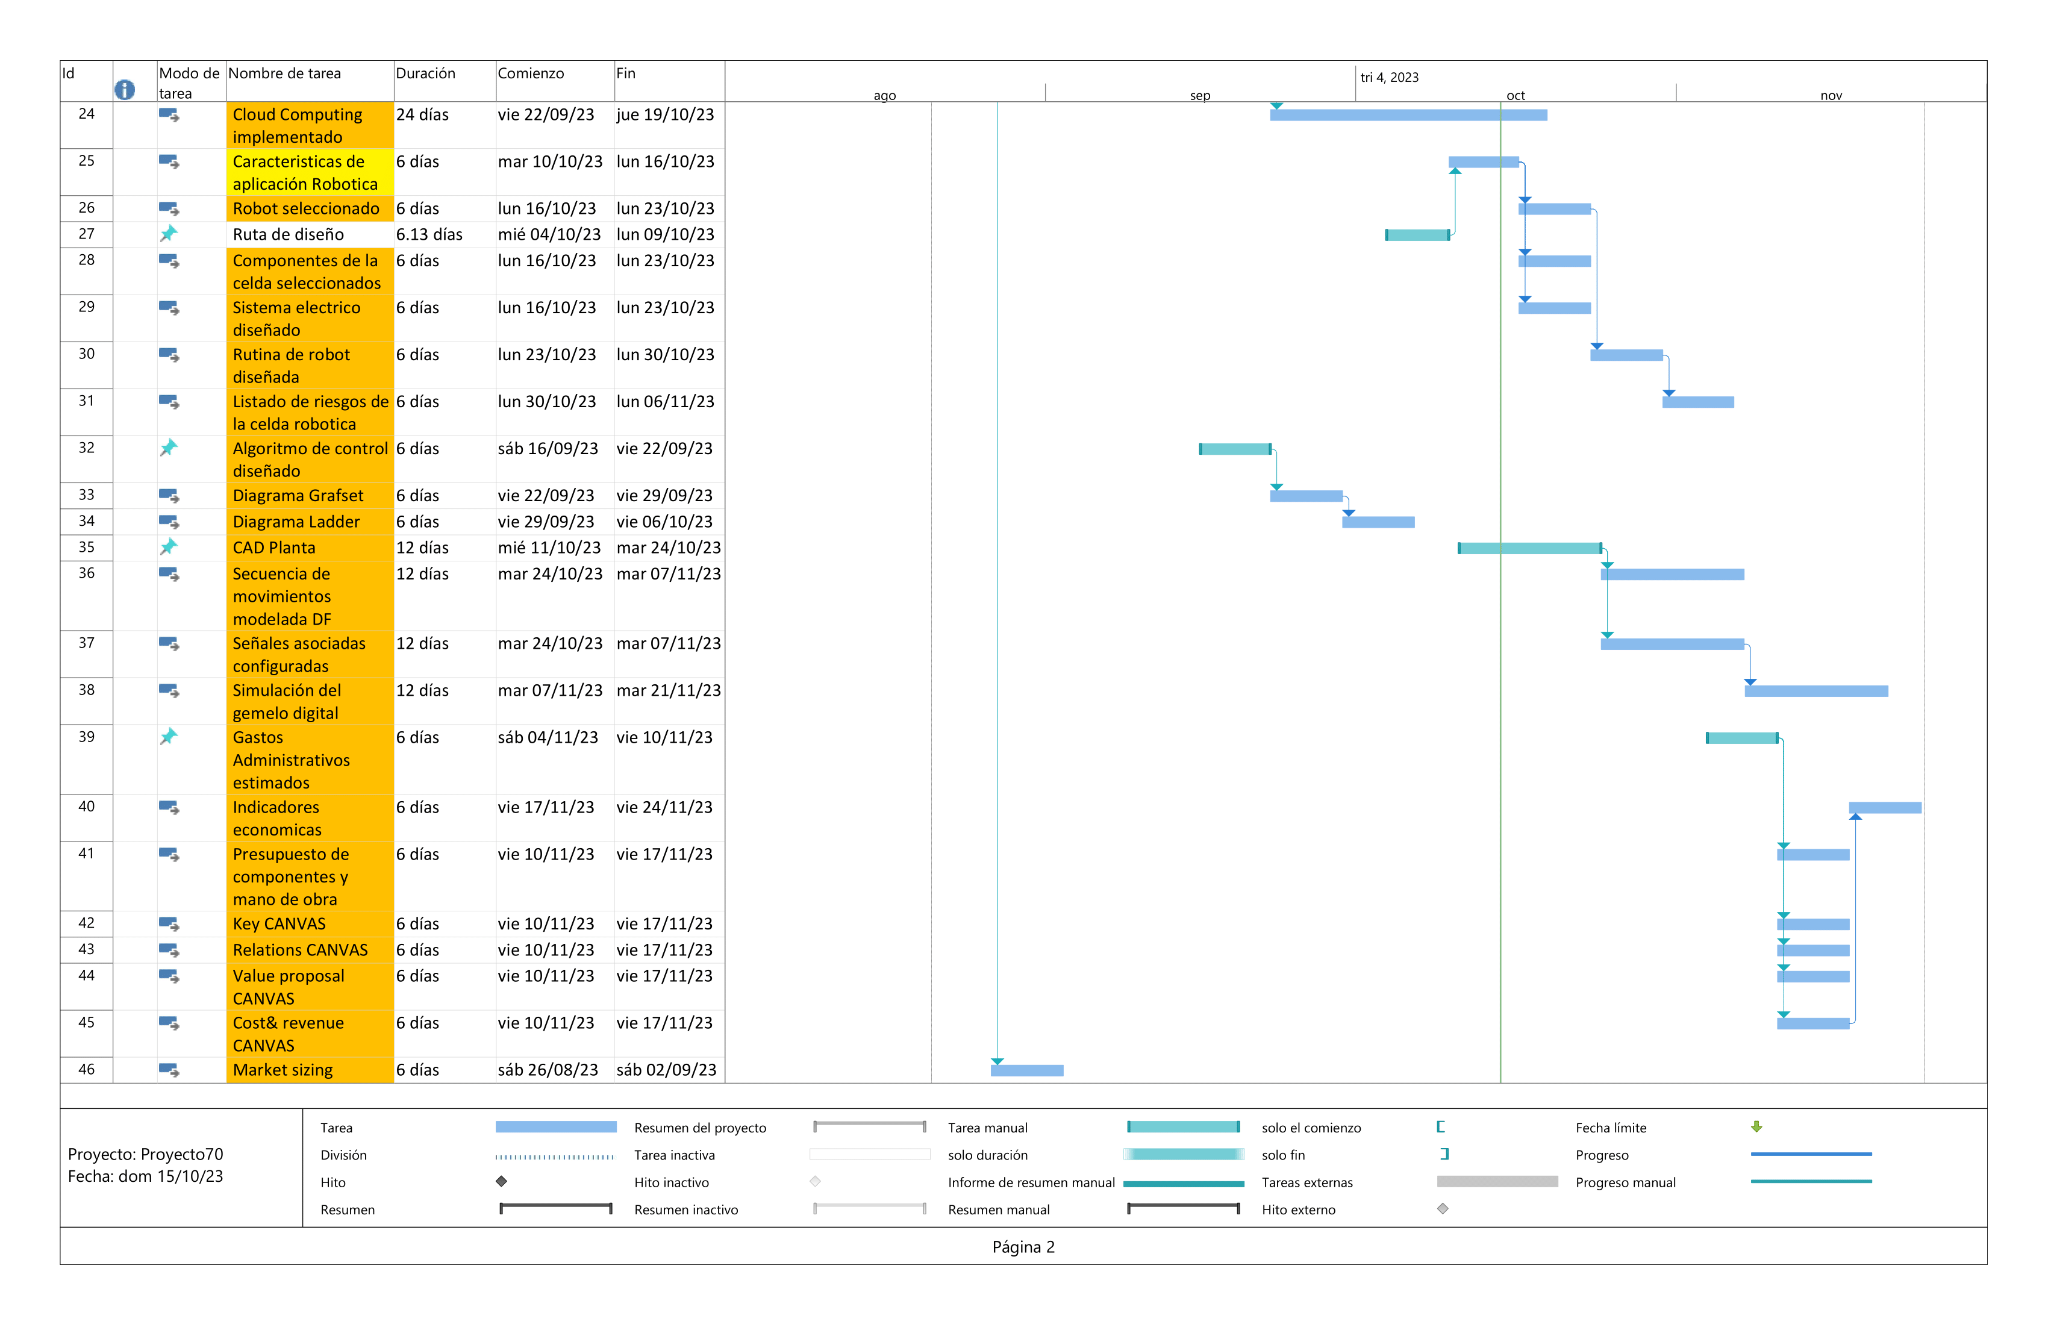 Id
Modo de
tarea
Nombre de tarea
Duración
Comienzo
Fin
tri 4, 2023
ago
sep
oct
nov
24
Cloud Computing
implementado
24 días
vie 22/09/23
jue 19/10/23
25
Caracteristicas de
aplicación Robotica
6 días
mar 10/10/23
lun 16/10/23
26
Robot seleccionado
6 días
lun 16/10/23
lun 23/10/23
27
Ruta de diseño
6.13 días
mié 04/10/23
lun 09/10/23
28
Componentes de la
celda seleccionados
6 días
lun 16/10/23
lun 23/10/23
29
Sistema electrico
diseñado
6 días
lun 16/10/23
lun 23/10/23
30
Rutina de robot
diseñada
6 días
lun 23/10/23
lun 30/10/23
31
Listado de riesgos de
la celda robotica
6 días
lun 30/10/23
lun 06/11/23
32
Algoritmo de control
diseñado
6 días
sáb 16/09/23
vie 22/09/23
33
Diagrama Grafset
6 días
vie 22/09/23
vie 29/09/23
34
Diagrama Ladder
6 días
vie 29/09/23
vie 06/10/23
35
CAD Planta
12 días
mié 11/10/23
mar 24/10/23
36
Secuencia de
movimientos
modelada DF
12 días
mar 24/10/23
mar 07/11/23
37
Señales asociadas
configuradas
12 días
mar 24/10/23
mar 07/11/23
38
Simulación del
gemelo digital
12 días
mar 07/11/23
mar 21/11/23
39
Gastos
Administrativos
estimados
6 días
sáb 04/11/23
vie 10/11/23
40
Indicadores
economicas
6 días
vie 17/11/23
vie 24/11/23
41
Presupuesto de
componentes y
mano de obra
6 días
vie 10/11/23
vie 17/11/23
42
Key CANVAS
6 días
vie 10/11/23
vie 17/11/23
43
Relations CANVAS
6 días
vie 10/11/23
vie 17/11/23
44
Value proposal
CANVAS
6 días
vie 10/11/23
vie 17/11/23
45
Cost& revenue
CANVAS
6 días
vie 10/11/23
vie 17/11/23
46
Market sizing
6 días
sáb 26/08/23
sáb 02/09/23
Proyecto: Proyecto70
Fecha: dom 15/10/23
Tarea
División
Hito
Resumen
Resumen del proyecto
Tarea inactiva
Hito inactivo
Resumen inactivo
Tarea manual
solo duración
Informe de resumen manual
Resumen manual
solo el comienzo
solo fin
Tareas externas
Hito externo
Fecha límite
Progreso
Progreso manual
Página 2